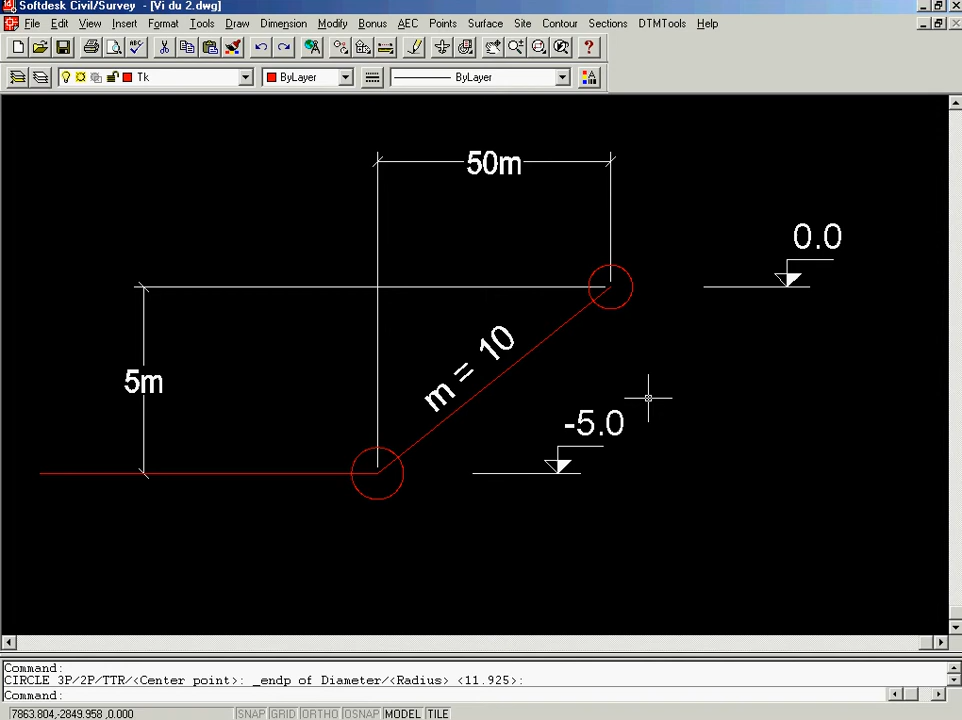 Softdesk Civil/Survey - [Vi du 2.dwg]
File Edit View Insert Format Tools Draw Dimension Modify Bonus AEC Points Surface Site Contour Sections DTMTools Help
Tk ByLayer ByLayer
50m
0.0
m = 10
5m
-5.0
Command:
CIRCLE 3P/2P/TTR/<Center point>: _endp of Diameter/<Radius> <11.925>:
Command:
7863.804,-2849.958 ,0.000 SNAP GRID ORTHO OSNAP MODEL TILE